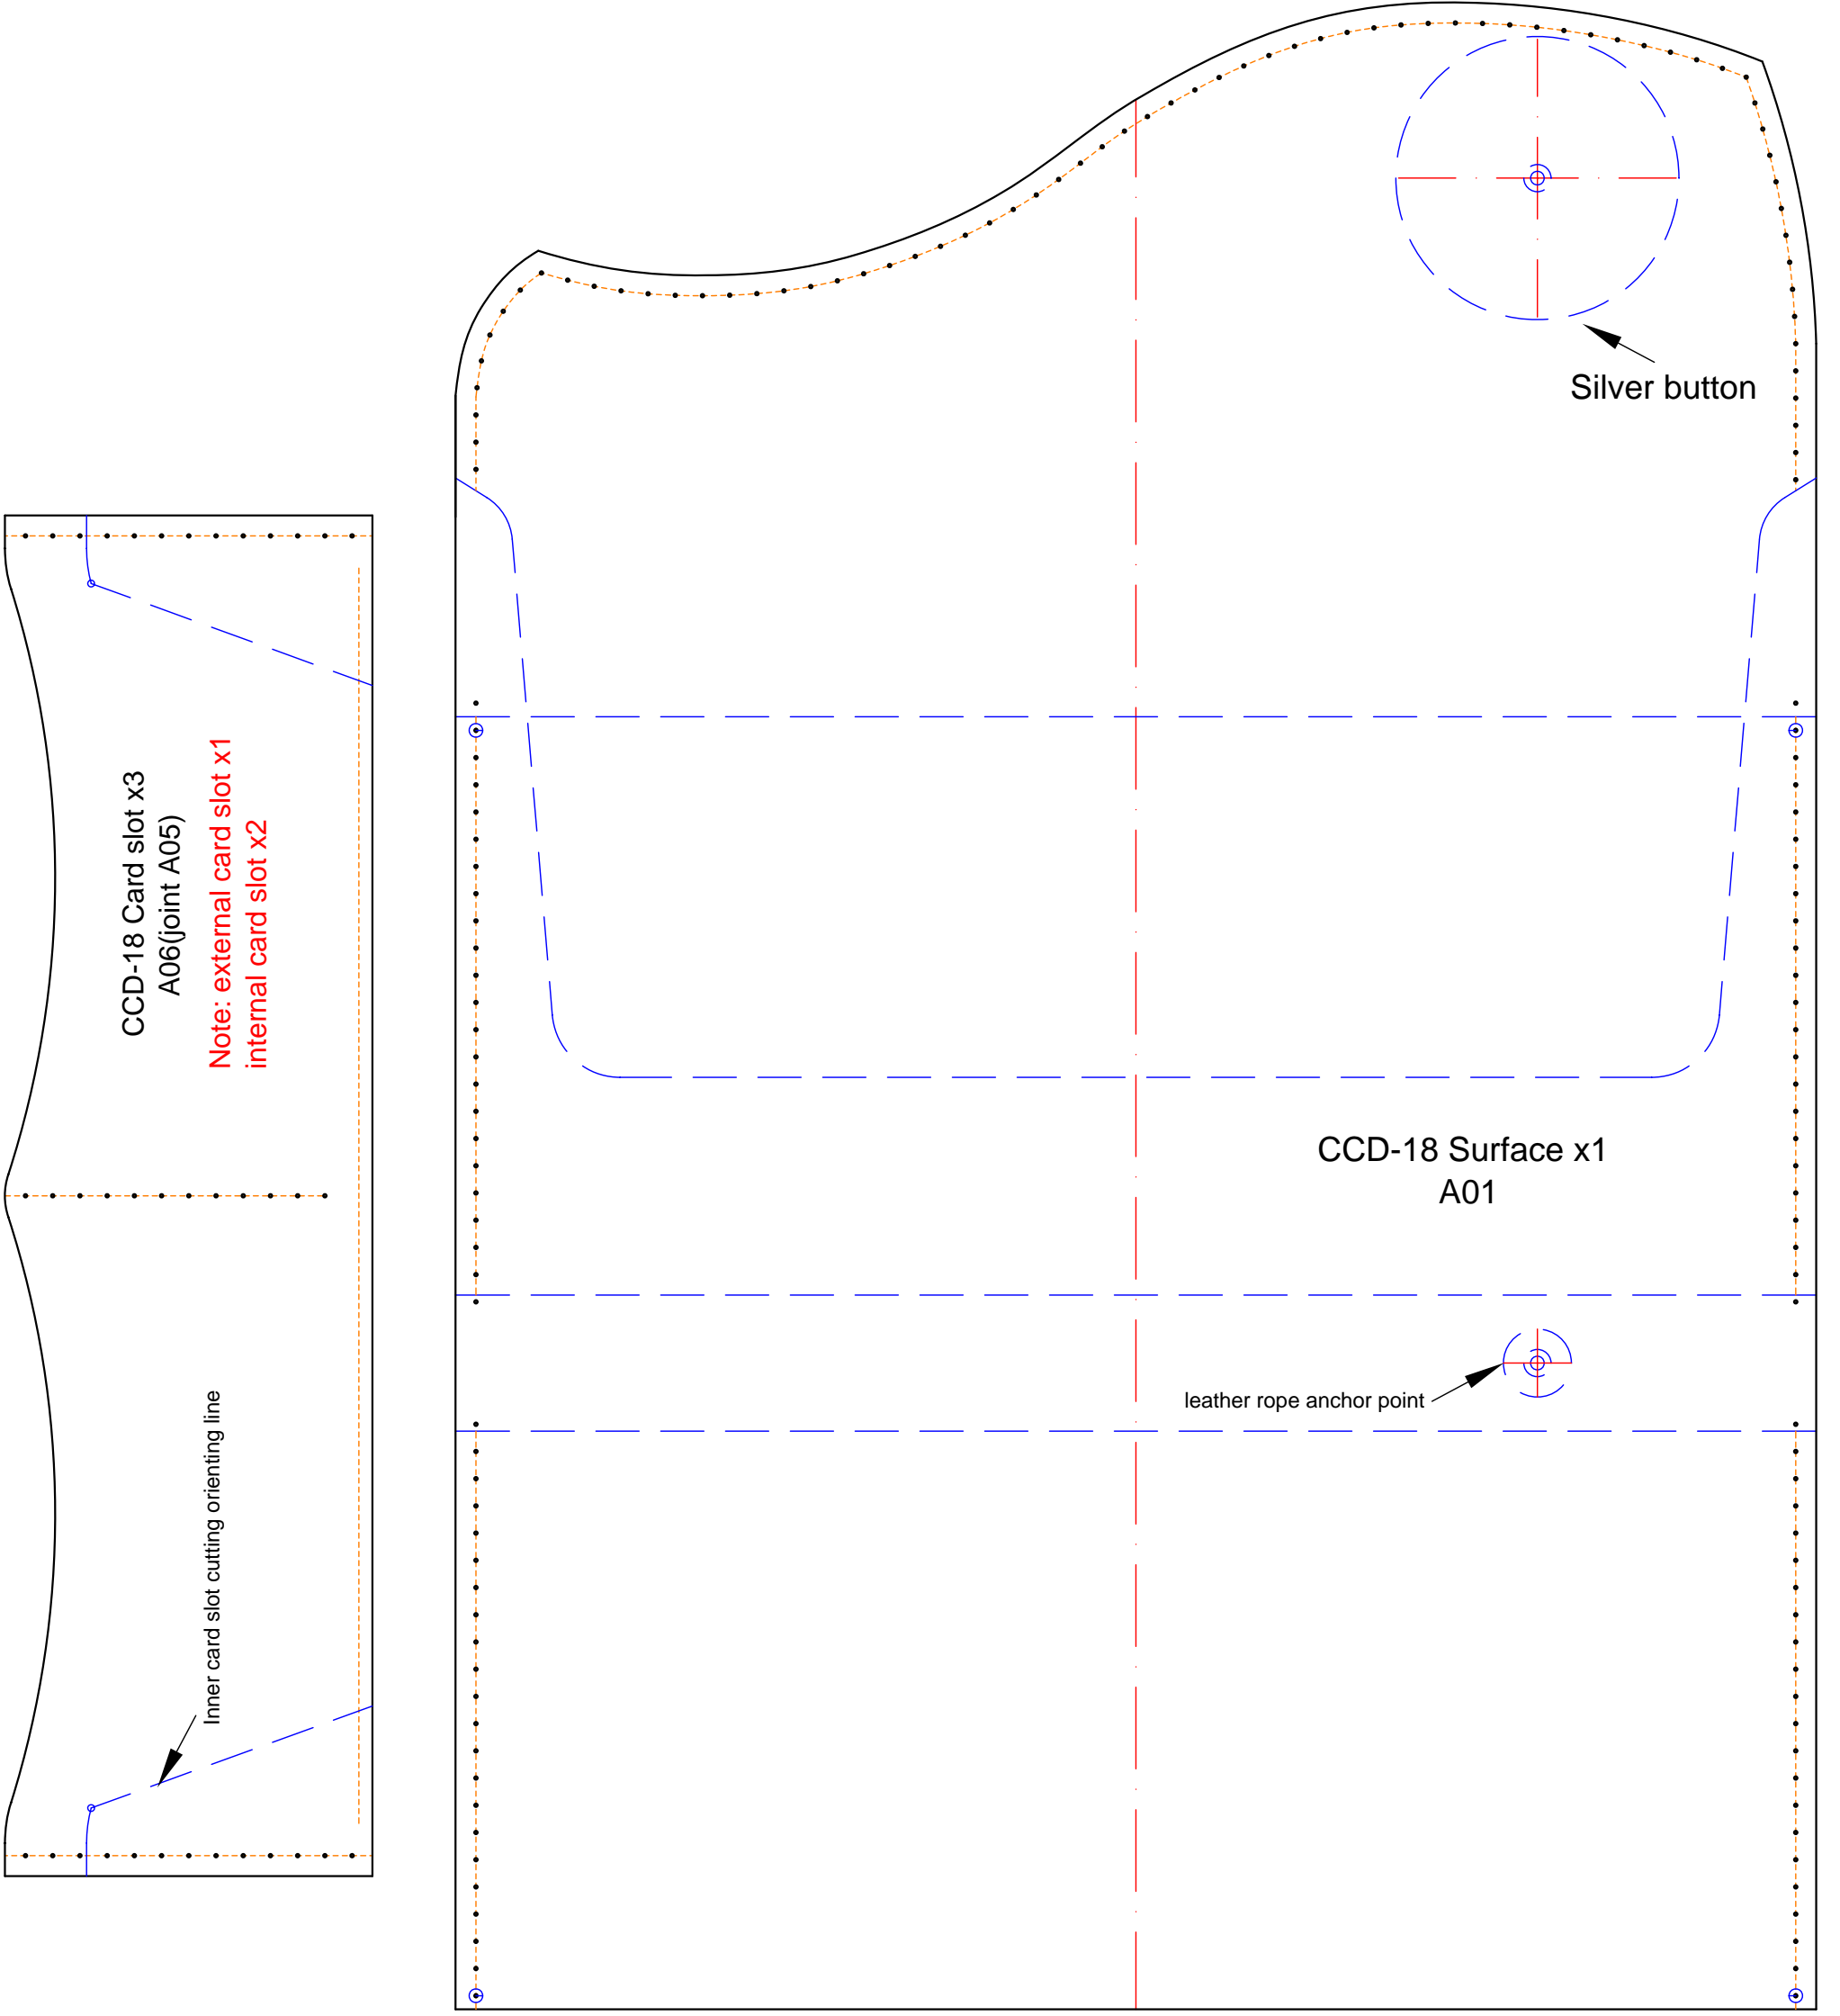 Silver button
CCD-18 Card slot x3
A06(joint A05)
Note: external card slot x1
internal card slot x2
CCD-18 Surface x1
A01
leather rope anchor point
Inner card slot cutting orienting line